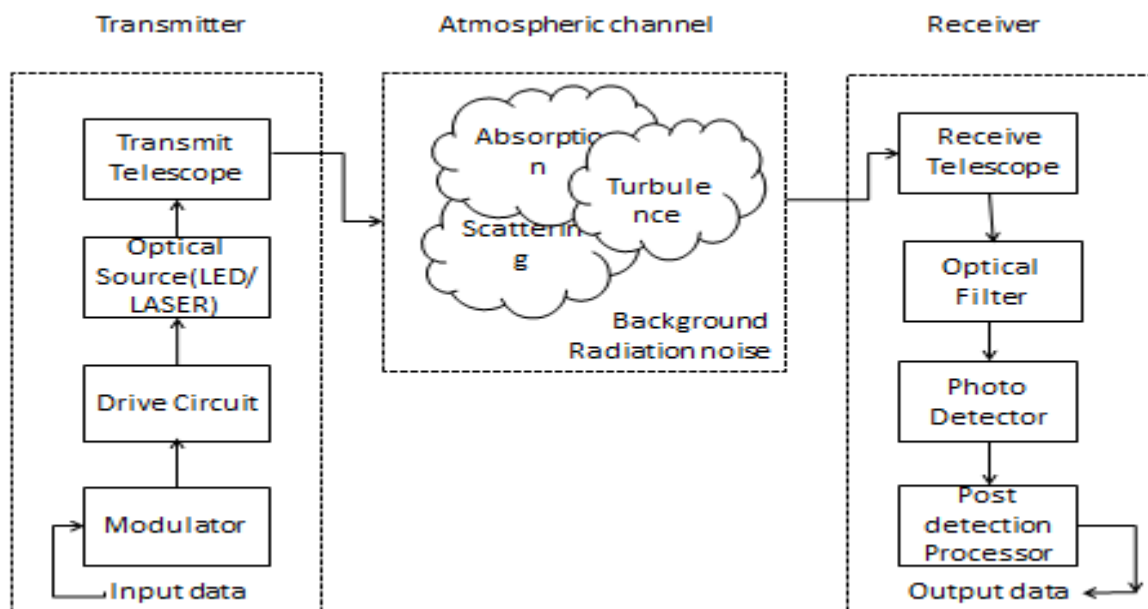 Transmitter
Atmospheric channel
Receiver
Transmit
Telescope
Optical
Source(LED/
LASER)
Drive Circuit
Modulator
Input data
Absorptio
n
Turbule
nce
Scatterin
g
Background
Radiation noise
Receive
Telescope
Optical
Filter
Photo
Detector
Post
detection
Processor
Output data